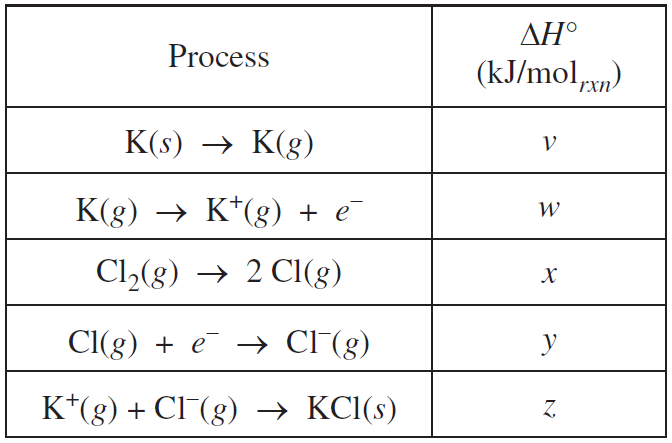 Process ΔH° (kJ/mol_rxn)
K(s) → K(g) v
K(g) → K⁺(g) + e⁻ w
Cl₂(g) → 2 Cl(g) x
Cl(g) + e⁻ → Cl⁻(g) y
K⁺(g) + Cl⁻(g) → KCl(s) z